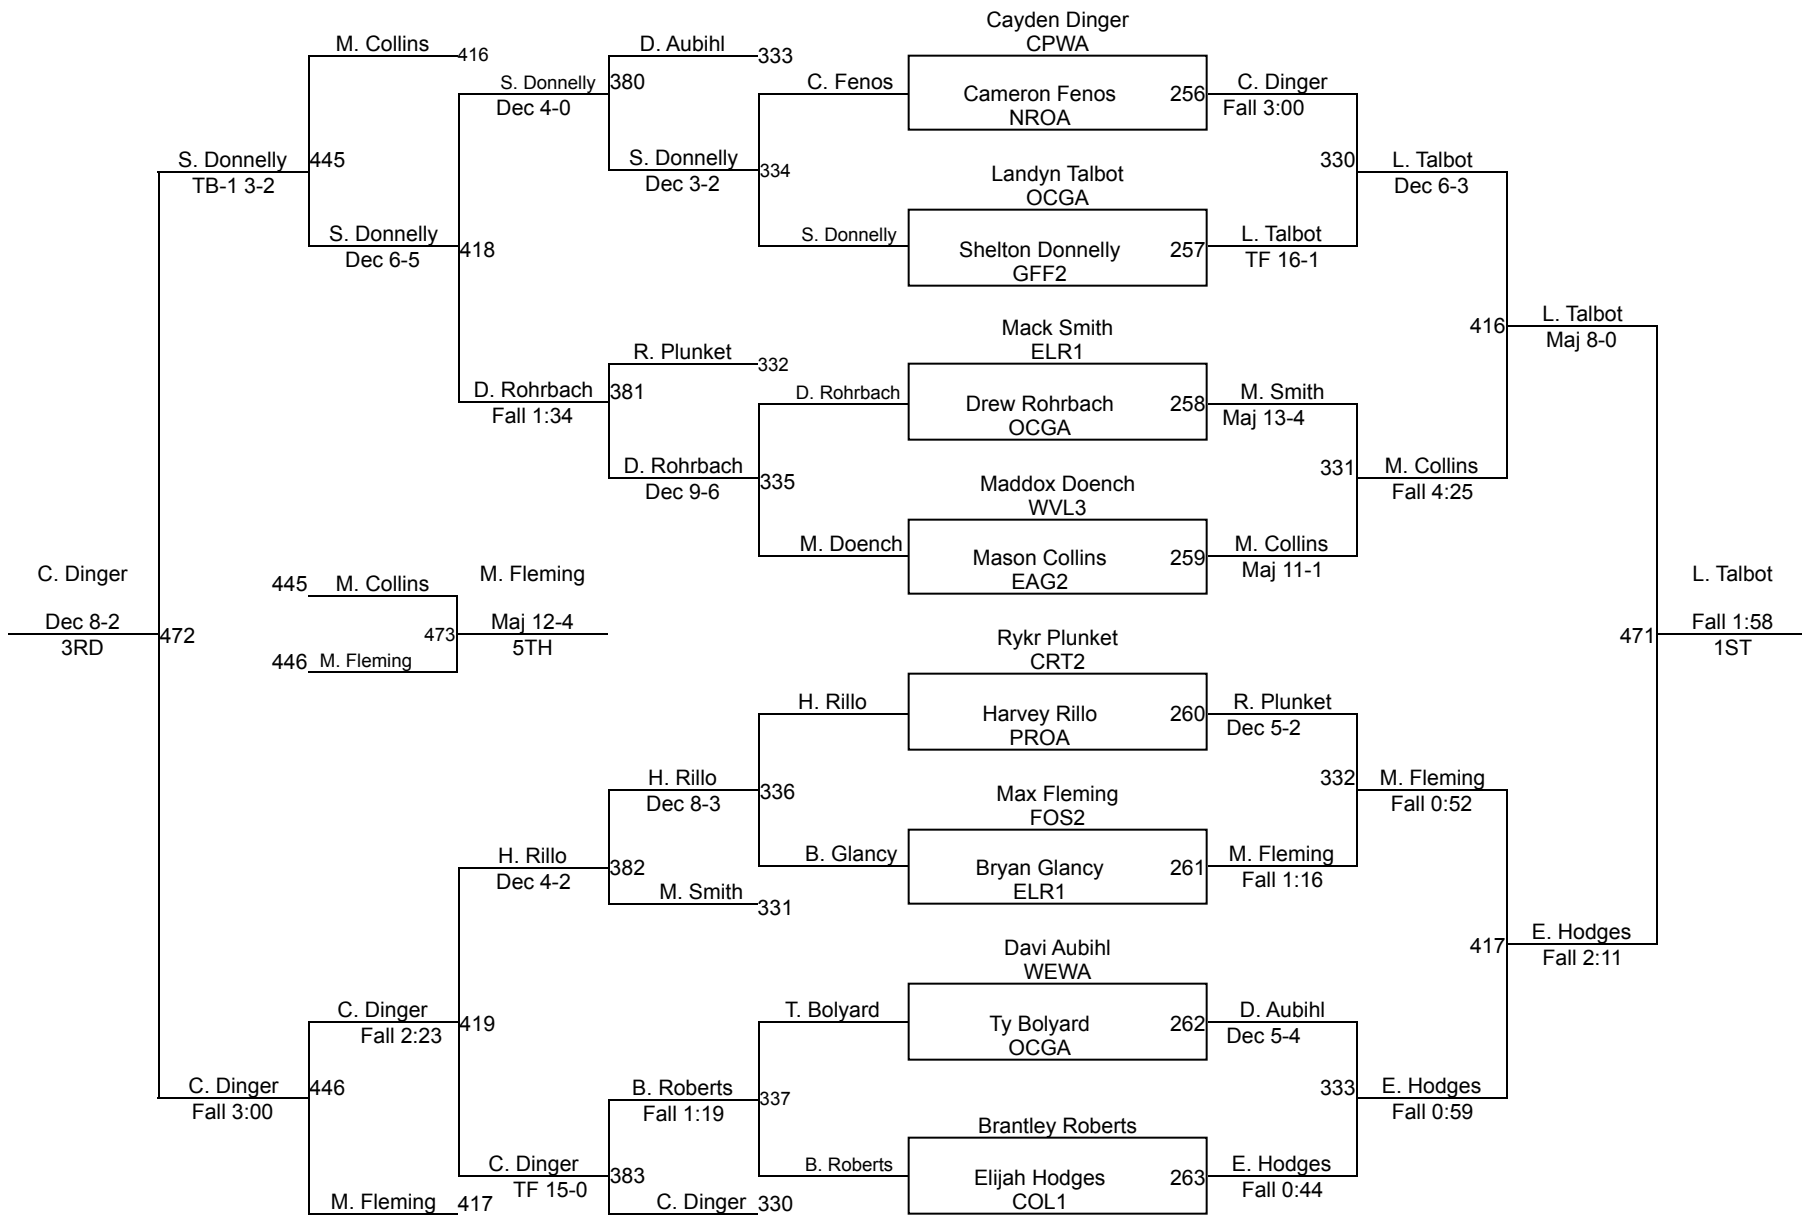 Cayden Dinger
M. Collins
D. Aubihl
CPWA
416
333
S. Donnelly
380
C. Fenos
C. Dinger
Dec 4-0
Cameron Fenos
256
Fall 3:00
NROA
S. Donnelly
445
S. Donnelly
330
L. Talbot
TB-1 3-2
Dec 3-2
334
Landyn Talbot
Dec 6-3
OCGA
S. Donnelly
S. Donnelly
L. Talbot
Dec 6-5
418
Shelton Donnelly
257
TF 16-1
GFF2
L. Talbot
416
Mack Smith
Maj 8-0
R. Plunket
ELR1
332
D. Rohrbach
381
D. Rohrbach
M. Smith
Fall 1:34
Drew Rohrbach
258
Maj 13-4
OCGA
D. Rohrbach
331
M. Collins
Dec 9-6
335
Maddox Doench
Fall 4:25
WVL3
M. Doench
M. Collins
Mason Collins
259
Maj 11-1
C. Dinger
445
M. Collins
M. Fleming
EAG2
L. Talbot
Dec 8-2
472
473
Maj 12-4
Rykr Plunket
471
Fall 1:58
3RD
5TH
1ST
446
M. Fleming
CRT2
H. Rillo
R. Plunket
Harvey Rillo
260
Dec 5-2
PROA
H. Rillo
332
M. Fleming
Dec 8-3
336
Max Fleming
Fall 0:52
FOS2
H. Rillo
B. Glancy
M. Fleming
Dec 4-2
382
Bryan Glancy
261
Fall 1:16
M. Smith
331
ELR1
E. Hodges
417
Davi Aubihl
Fall 2:11
WEWA
C. Dinger
T. Bolyard
D. Aubihl
Fall 2:23
419
Ty Bolyard
262
Dec 5-4
OCGA
C. Dinger
446
B. Roberts
333
E. Hodges
Fall 3:00
Fall 1:19
337
Fall 0:59
Brantley Roberts
C. Dinger
B. Roberts
E. Hodges
TF 15-0
383
Elijah Hodges
263
Fall 0:44
M. Fleming
417
C. Dinger
330
COL1